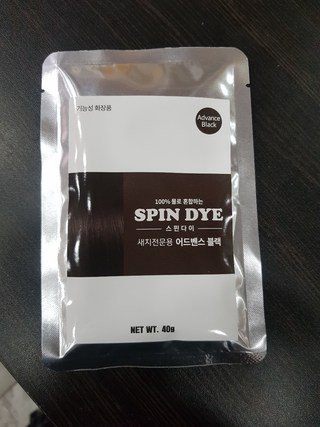 기능성 화장품
Advance
Black
100% 물로 혼합하는
SPIN DYE
스핀다이
새치전문용 어드벤스 블랙
NET WT. 40g